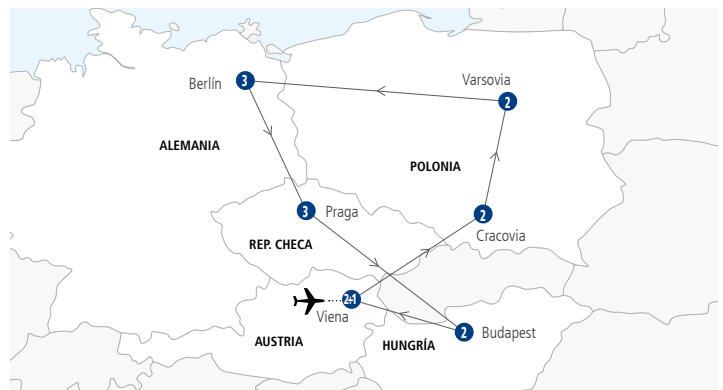 Berlín
3
Varsovia
2
ALEMANIA
POLONIA
3
Praga
2
Cracovia
REP. CHECA
2+1
Viena
AUSTRIA
HUNGRÍA
2
Budapest